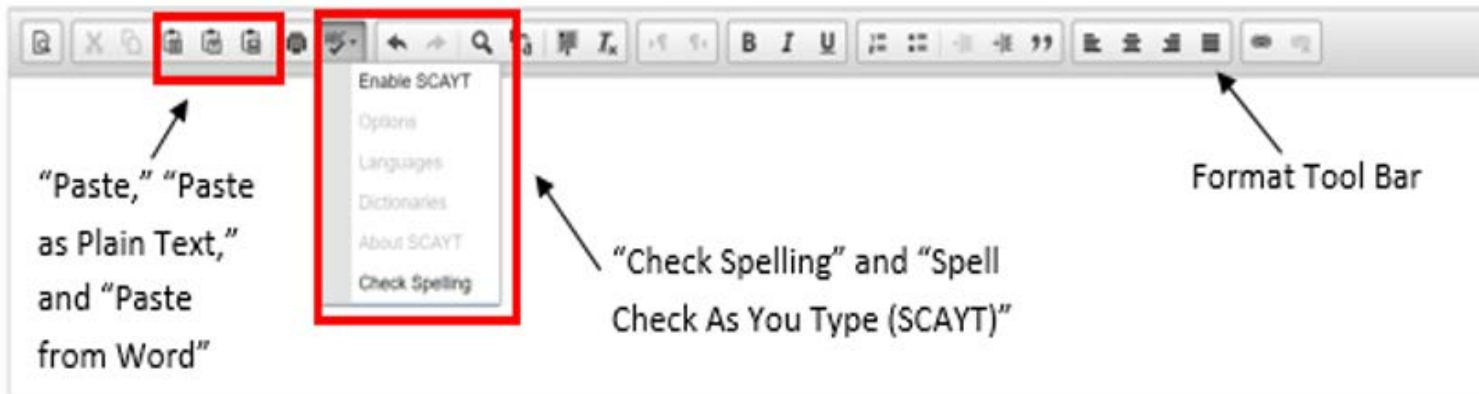 B I U
Enable SCAYT
Options
Languages
Dictionaries
About SCAYT
Check Spelling
"Paste," "Paste
as Plain Text,"
and "Paste
from Word"
"Check Spelling" and "Spell
Check As You Type (SCAYT)"
Format Tool Bar